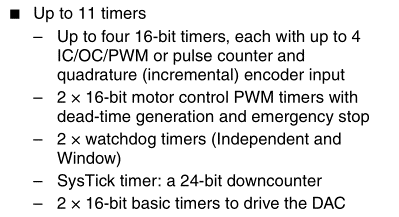 ■ Up to 11 timers
– Up to four 16-bit timers, each with up to 4
IC/OC/PWM or pulse counter and
quadrature (incremental) encoder input
– 2 × 16-bit motor control PWM timers with
dead-time generation and emergency stop
– 2 × watchdog timers (Independent and
Window)
– SysTick timer: a 24-bit downcounter
– 2 × 16-bit basic timers to drive the DAC